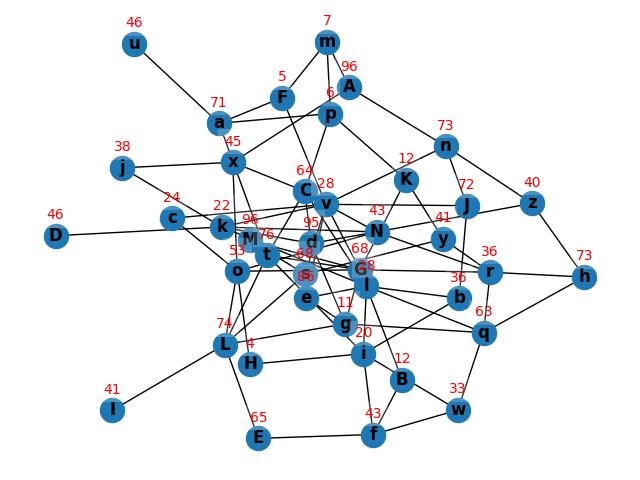 7
m
46
u
96
A
5
F
6
p
71
a
73
n
45
x
38
j
12
K
64
C
28
v
72
J
40
z
24
c
22
k
46
D
96
M
76
t
95
d
43
N
41
y
53
o
68
s
68
G
28
l
36
r
73
h
86
e
36
b
11
g
63
q
74
L
4
H
20
i
12
B
41
I
33
w
65
E
43
f